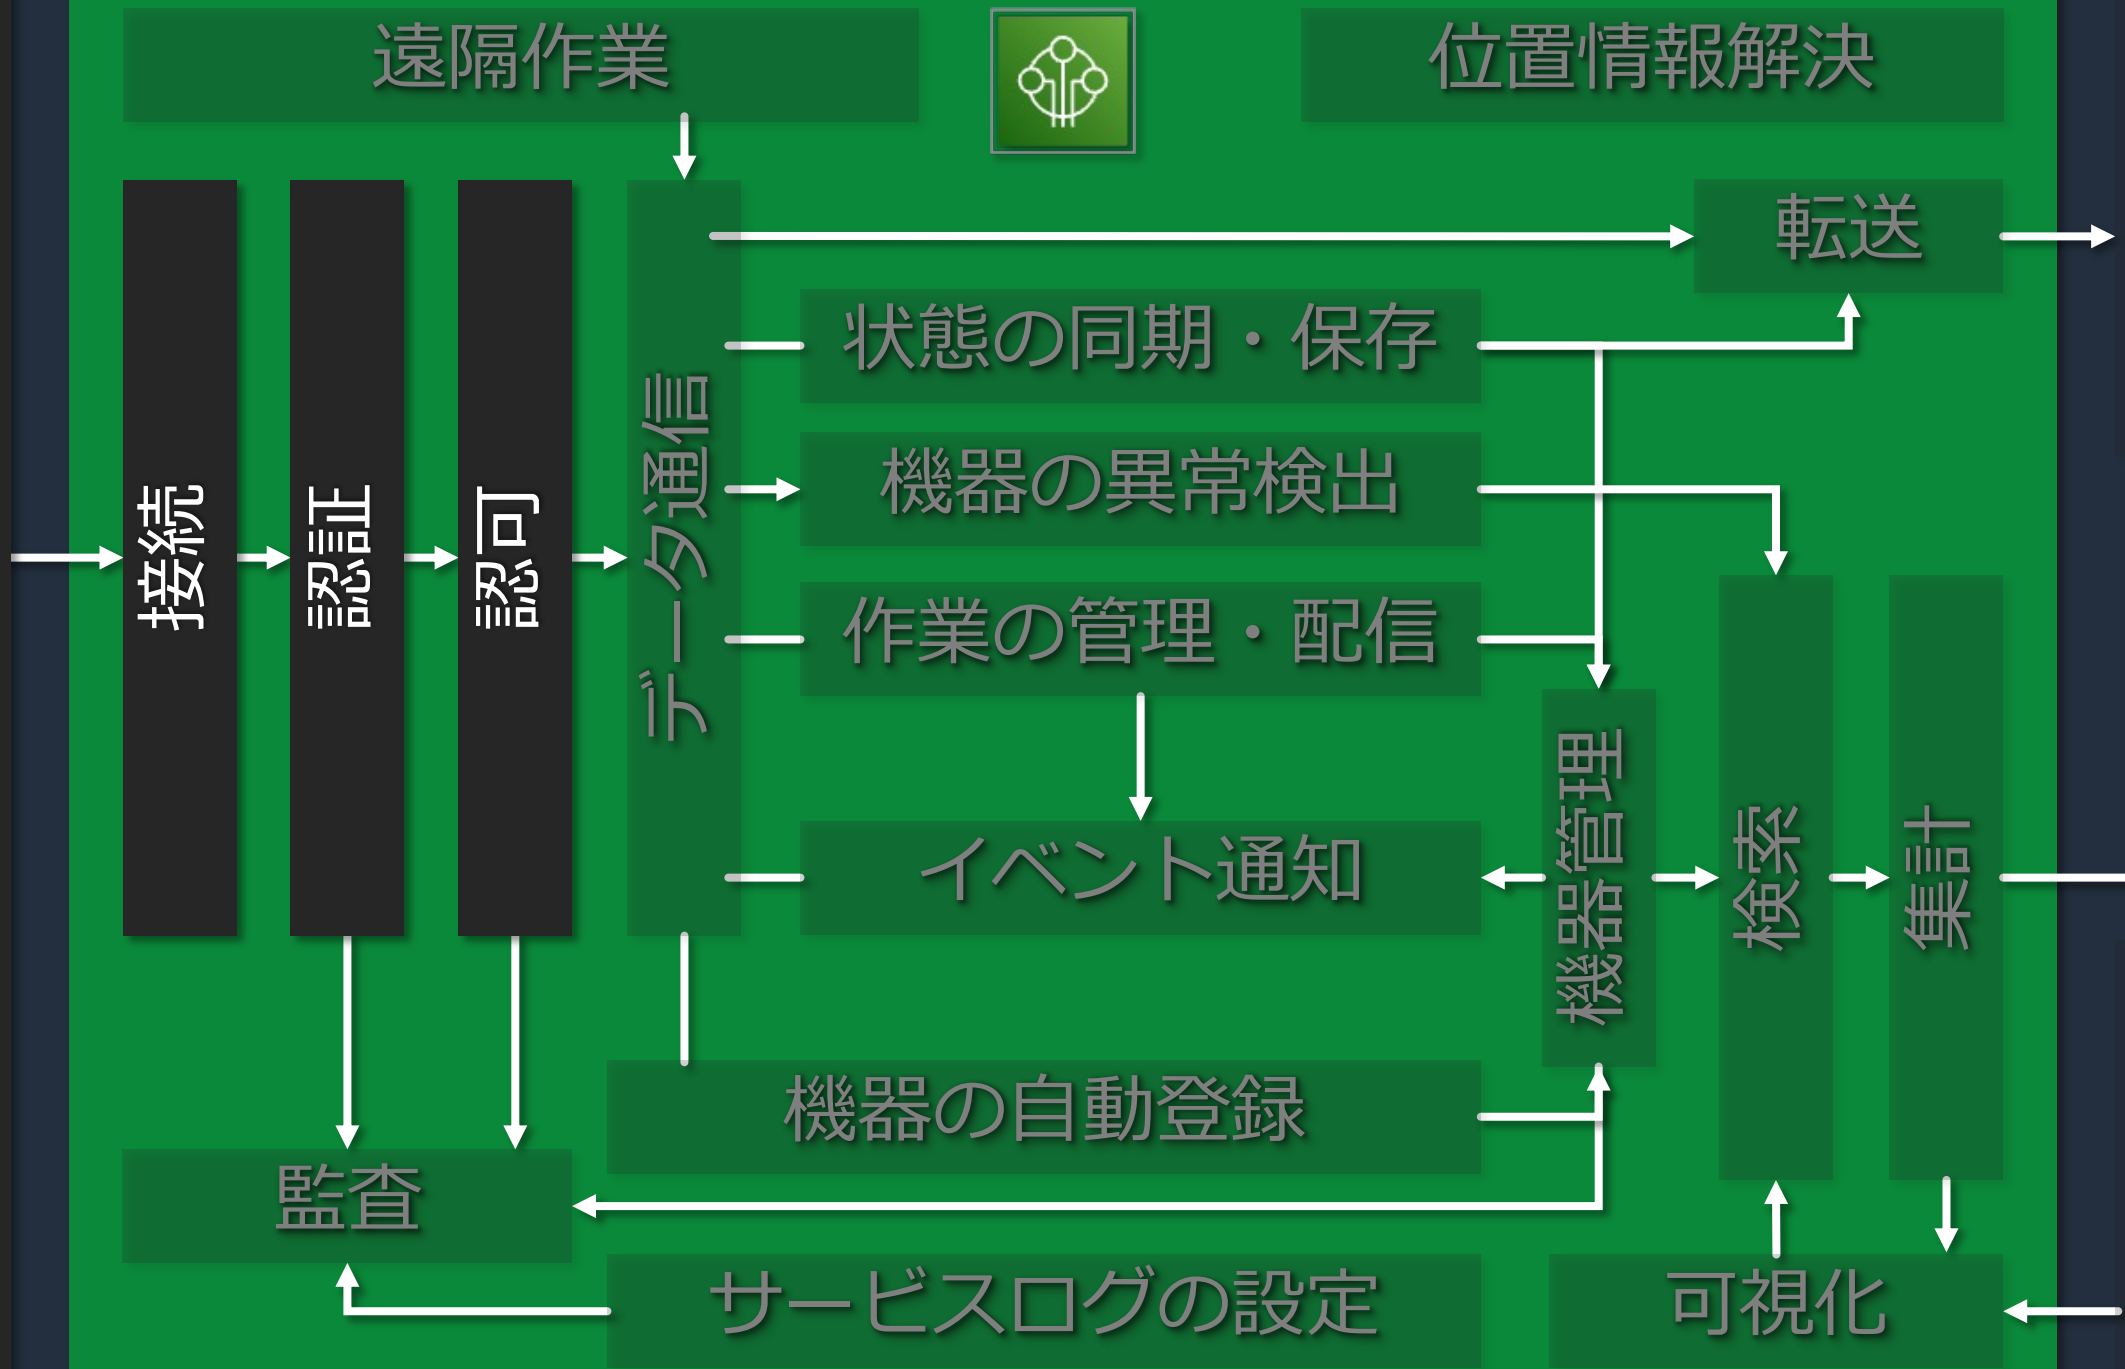 遠隔作業
位置情報解決
接続
認証
認可
データ通信
転送
状態の同期・保存
機器の異常検出
作業の管理・配信
イベント通知
機器管理
検索
集計
機器の自動登録
監査
サービスログの設定
可視化